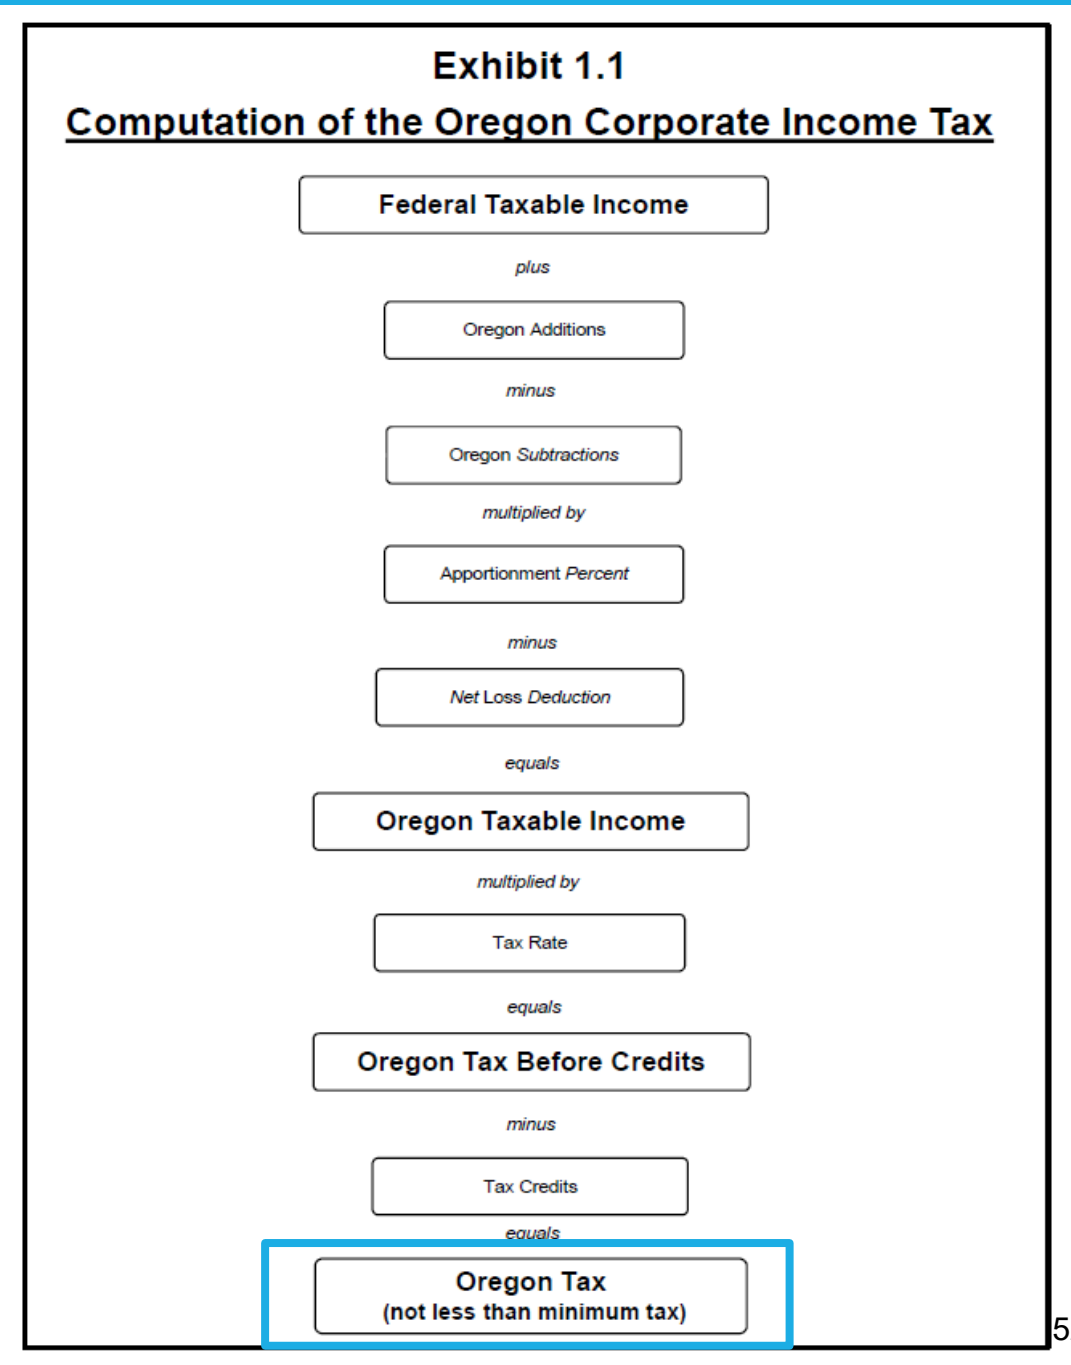 Exhibit 1.1
Computation of the Oregon Corporate Income Tax
Federal Taxable Income
plus
Oregon Additions
minus
Oregon Subtractions
multiplied by
Apportionment Percent
minus
Net Loss Deduction
equals
Oregon Taxable Income
multiplied by
Tax Rate
equals
Oregon Tax Before Credits
minus
Tax Credits
equals
Oregon Tax
(not less than minimum tax)
5